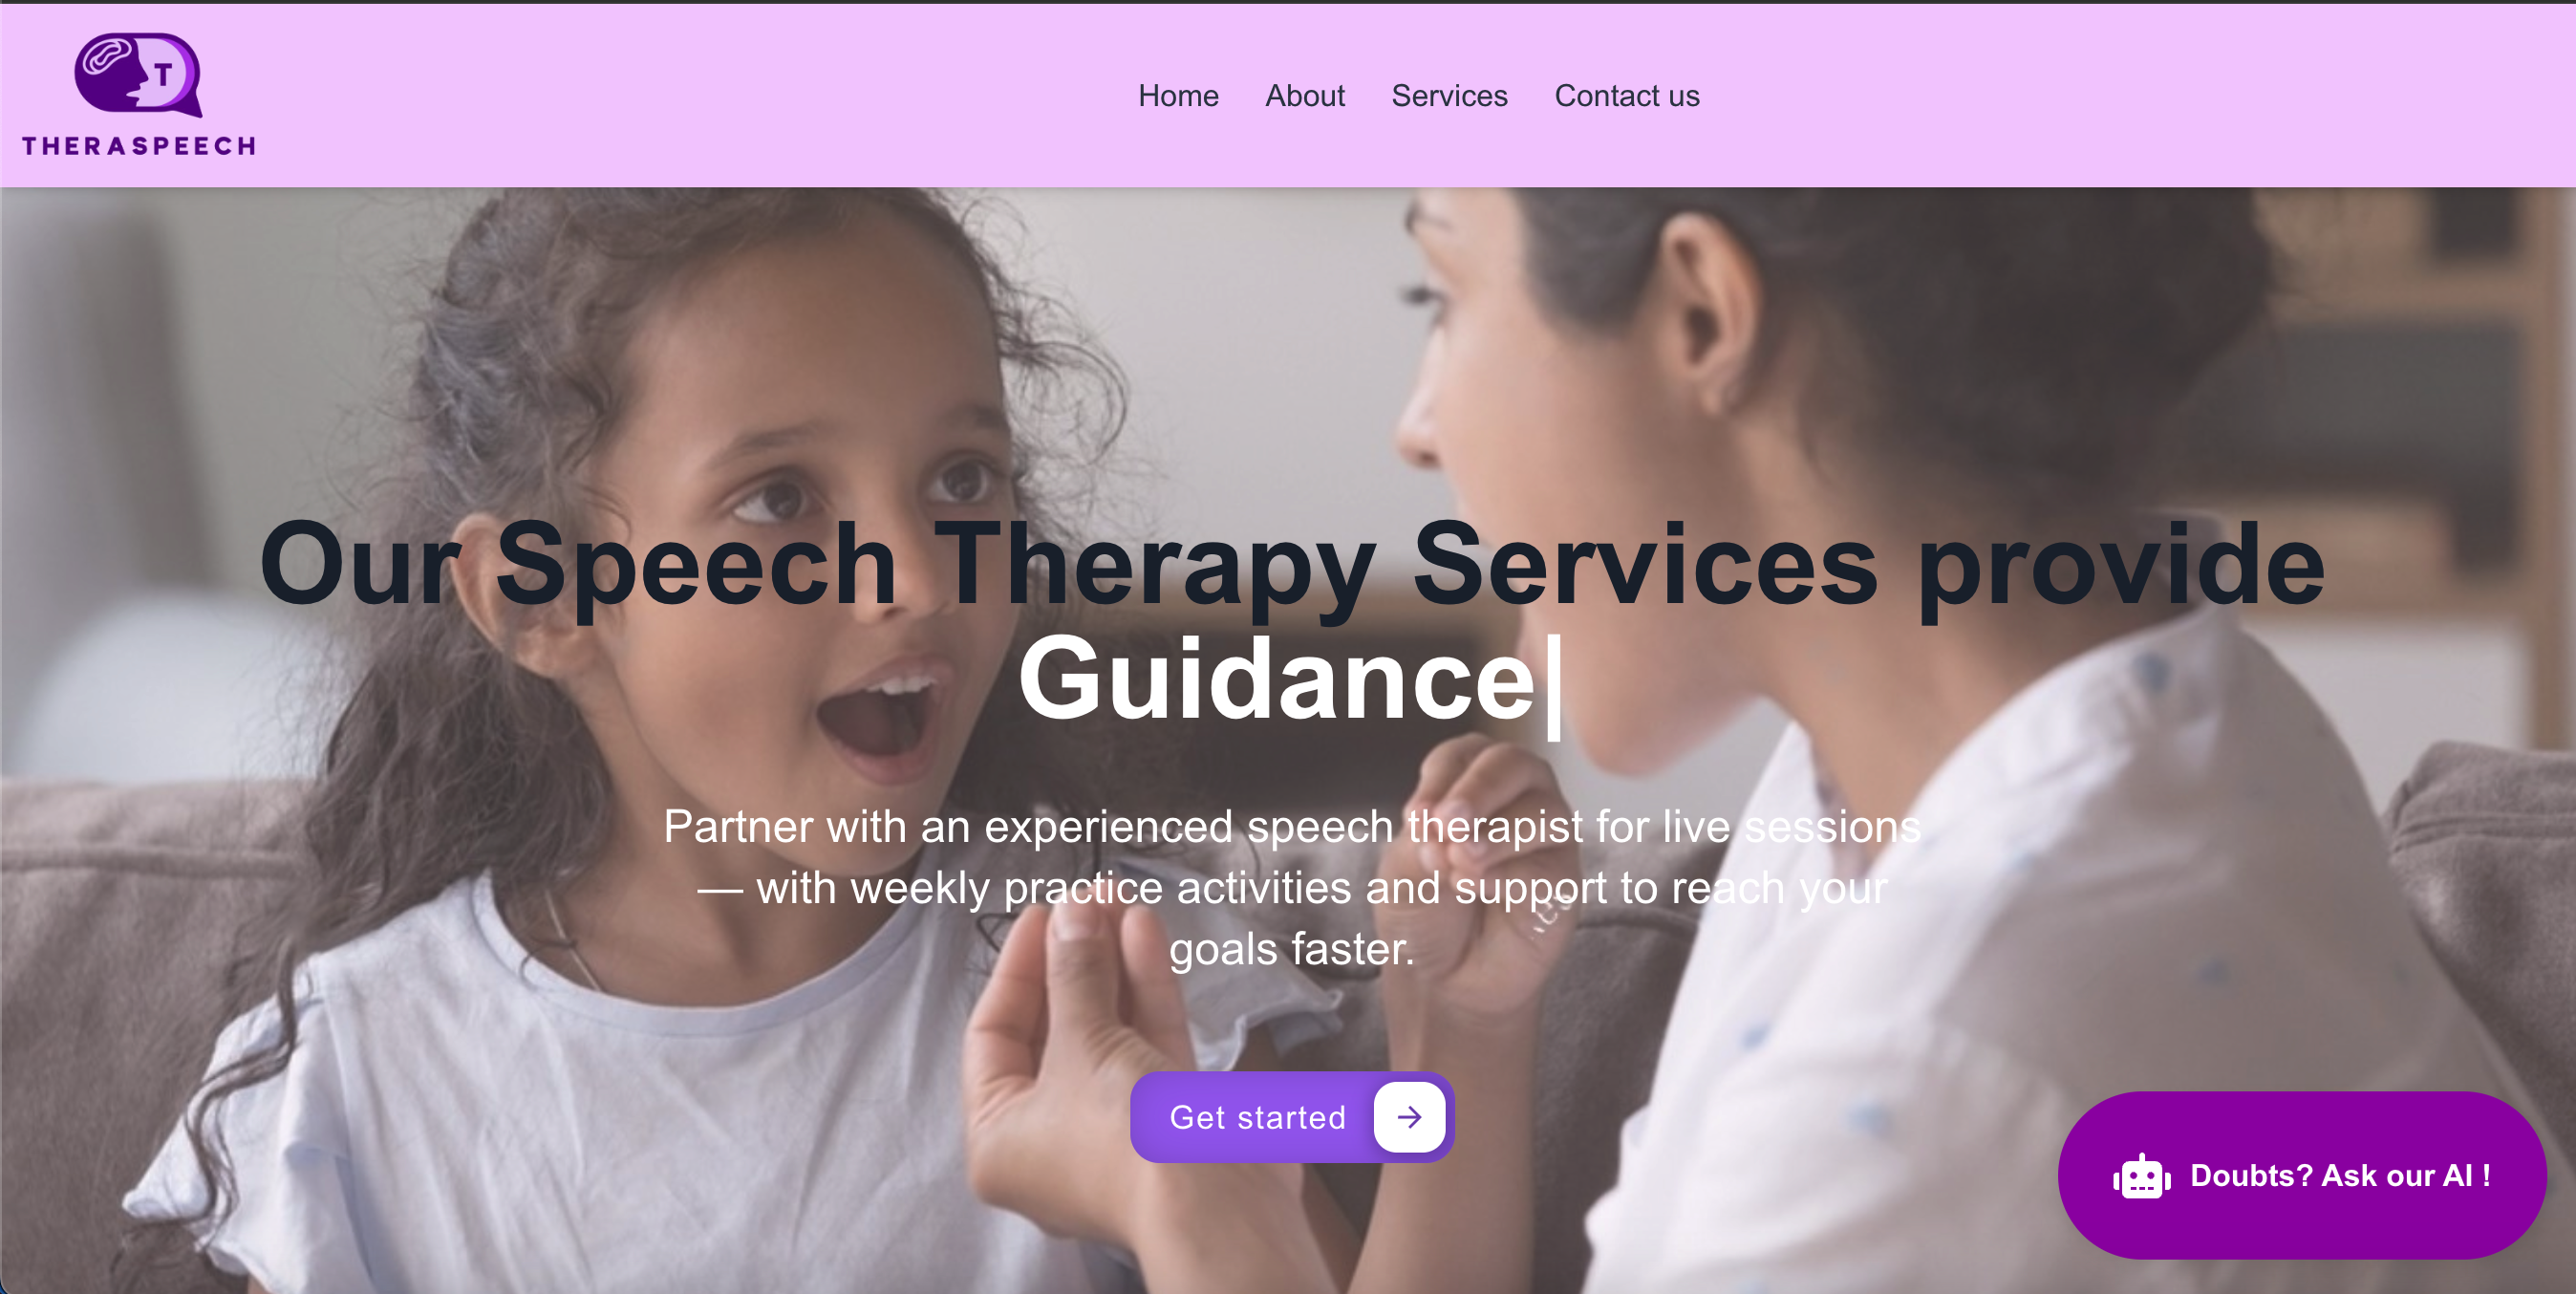 T
THERASPEECH
Home About Services Contact us
Our Speech Therapy Services provide
Guidance|
Partner with an experienced speech therapist for live sessions
— with weekly practice activities and support to reach your
goals faster.
Get started
Doubts? Ask our AI !